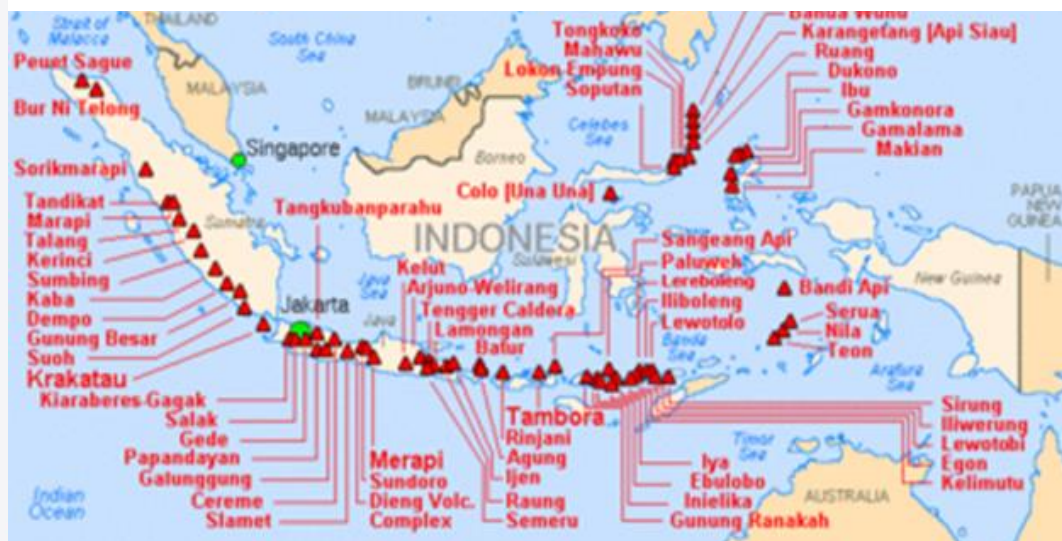 THAILAND
Strait of
Malacca
South China
Sea
MALAYSIA
BRUNEI
MALAYSIA
Singapore
Borneo
Celebes
Sea
INDONESIA
Sumatra
Sulawesi
Java
Sea
Jakarta
Java
New Guinea
PAPUA
NEW
GUINEA
Banda
Sea
Arafura
Sea
Timor
Sea
AUSTRALIA
Indian
Ocean
Peuet Sague
Bur Ni Telong
Sorikmarapi
Tandikat
Marapi
Talang
Kerinci
Sumbing
Kaba
Dempo
Gunung Besar
Suoh
Krakatau
Kiaraberes-Gagak
Salak
Gede
Papandayan
Galunggung
Cereme
Slamet
Tangkubanparahu
Merapi
Sundoro
Dieng Volc.
Complex
Kelut
Arjuno-Welirang
Tengger Caldera
Lamongan
Batur
Tambora
Rinjani
Agung
Ijen
Raung
Semeru
Tongkoko
Mahawu
Lokon Empung
Soputan
Colo [Una Una]
Banda Wuhu
Karangetang [Api Siau]
Ruang
Dukono
Ibu
Gamkonora
Gamalama
Makian
Sangeang Api
Paluweh
Lereboleng
Iliboleng
Lewotolo
Bandi Api
Serua
Nila
Teon
Sirung
Iliwerung
Lewotobi
Egon
Kelimutu
Iya
Ebulobo
Inielika
Gunung Ranakah